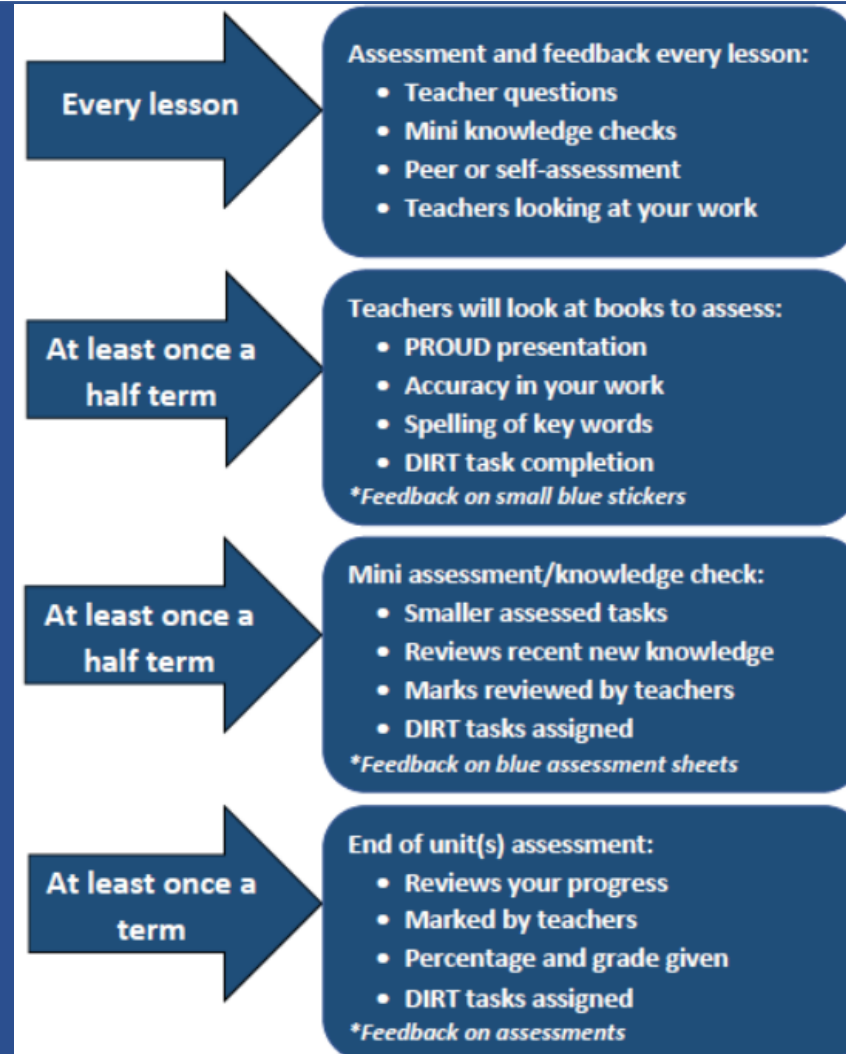 Every lesson
Assessment and feedback every lesson:
• Teacher questions
• Mini knowledge checks
• Peer or self-assessment
• Teachers looking at your work
At least once a
half term
Teachers will look at books to assess:
• PROUD presentation
• Accuracy in your work
• Spelling of key words
• DIRT task completion
*Feedback on small blue stickers
At least once a
half term
Mini assessment/knowledge check:
• Smaller assessed tasks
• Reviews recent new knowledge
• Marks reviewed by teachers
• DIRT tasks assigned
*Feedback on blue assessment sheets
At least once a
term
End of unit(s) assessment:
• Reviews your progress
• Marked by teachers
• Percentage and grade given
• DIRT tasks assigned
*Feedback on assessments